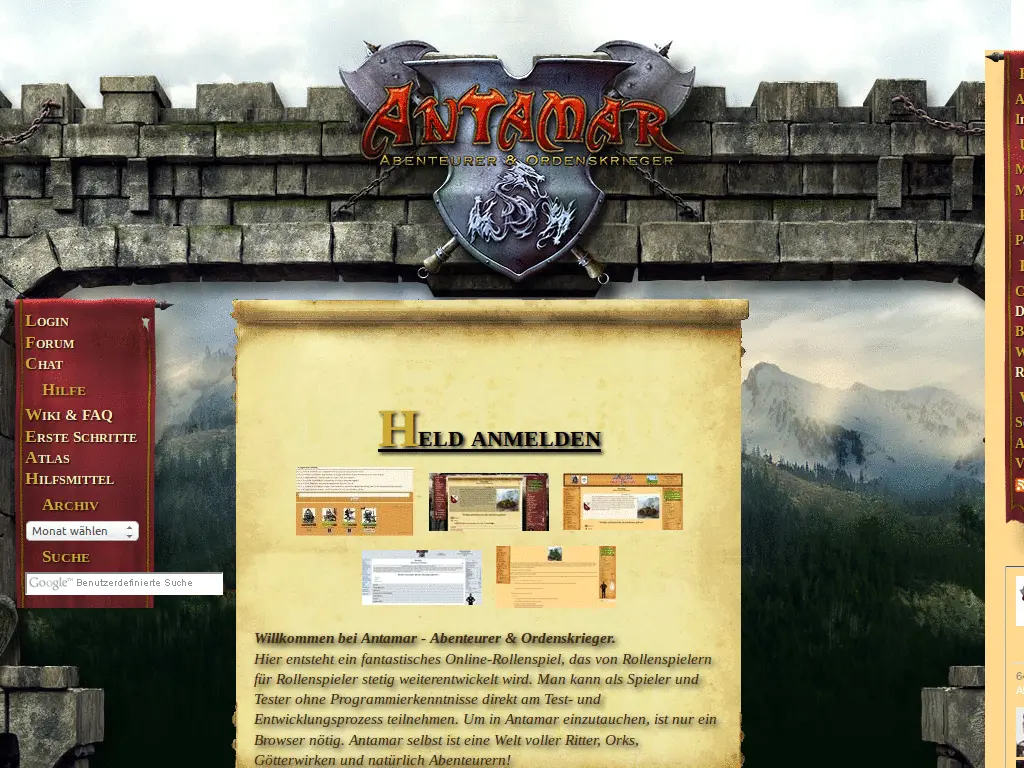 ANTAMAR
ABENTEURER & ORDENSKRIEGER
LOGIN
FORUM
CHAT
HILFE
WIKI & FAQ
ERSTE SCHRITTE
ATLAS
HILFSMITTEL
ARCHIV
Monat wählen
SUCHE
Google™ Benutzerdefinierte Suche
HELD ANMELDEN
Willkommen bei Antamar - Abenteurer & Ordenskrieger.
Hier entsteht ein fantastisches Online-Rollenspiel, das von Rollenspielern
für Rollenspieler stetig weiterentwickelt wird. Man kann als Spieler und
Tester ohne Programmierkenntnisse direkt am Test- und
Entwicklungsprozess teilnehmen. Um in Antamar einzutauchen, ist nur ein
Browser nötig. Antamar selbst ist eine Welt voller Ritter, Orks,
Götterwirken und natürlich Abenteurern!